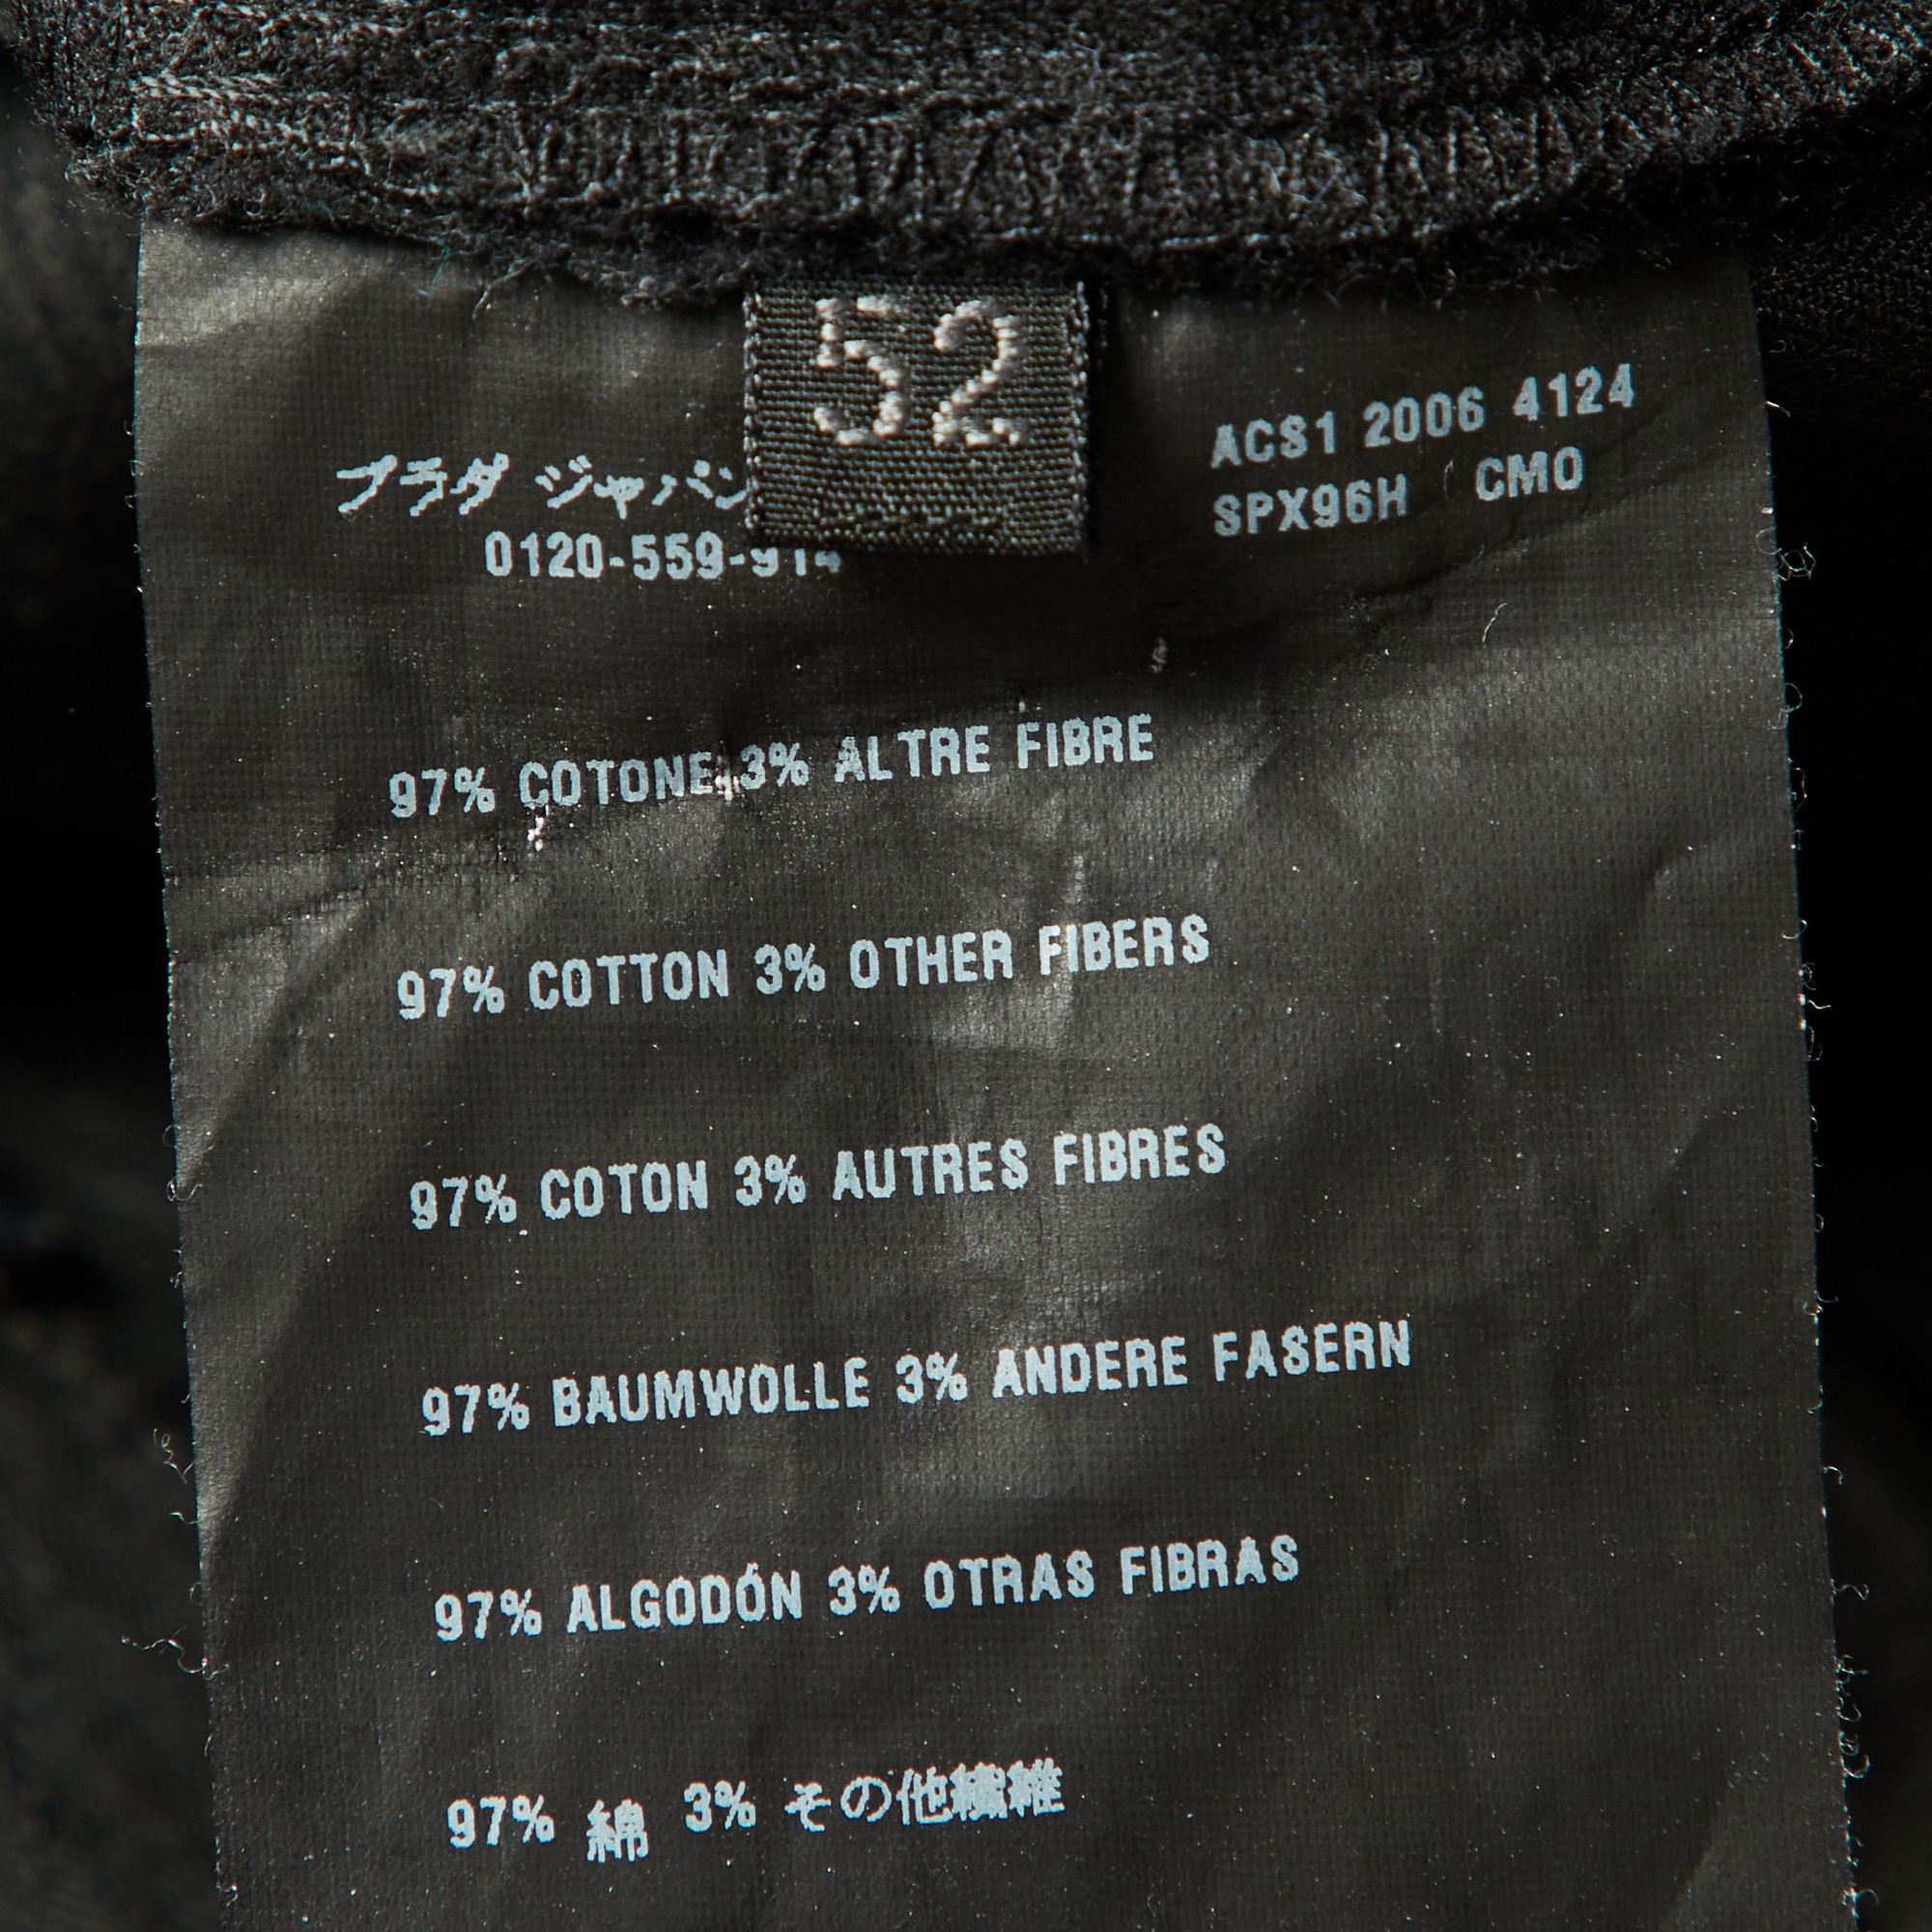 52
プラダ ジャパン
0120-559-914
ACS1 2006 4124
SPX96H CMO
97% COTONE 3% ALTRE FIBRE
97% COTTON 3% OTHER FIBERS
97% COTON 3% AUTRES FIBRES
97% BAUMWOLLE 3% ANDERE FASERN
97% ALGODÓN 3% OTRAS FIBRAS
97% 綿 3% その他繊維